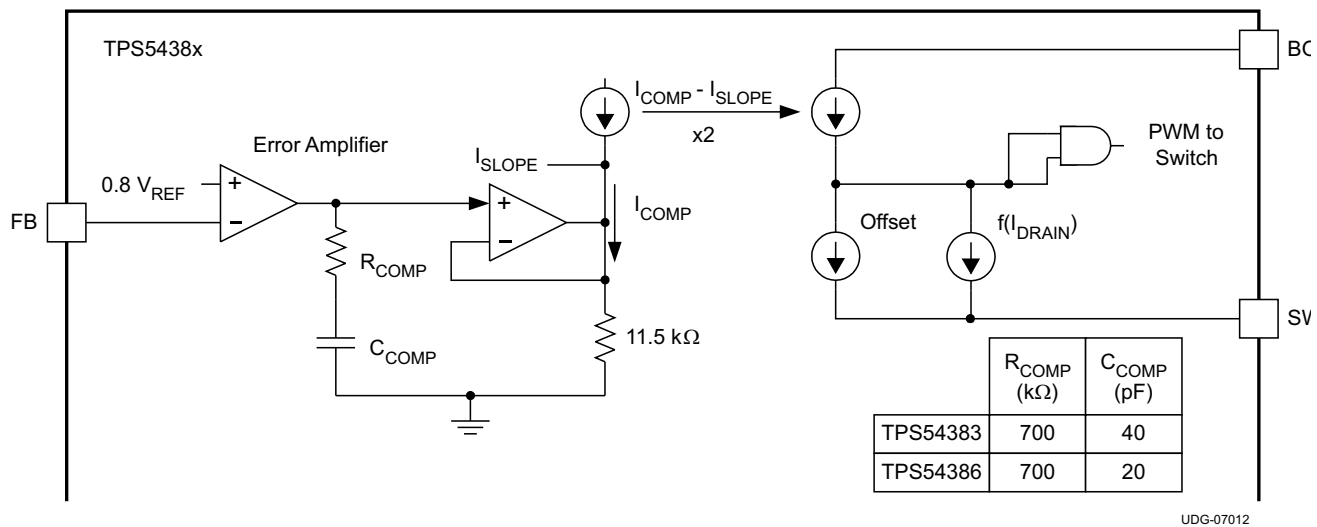 TPS5438x
BC
I_COMP - I_SLOPE
x2
Error Amplifier
PWM to
Switch
I_SLOPE
0.8 V_REF
+
-
+
-
I_COMP
FB
Offset
f(I_DRAIN)
R_COMP
11.5 kΩ
C_COMP
SW
R_COMP
(kΩ)
C_COMP
(pF)
TPS54383 700 40
TPS54386 700 20
UDG-07012